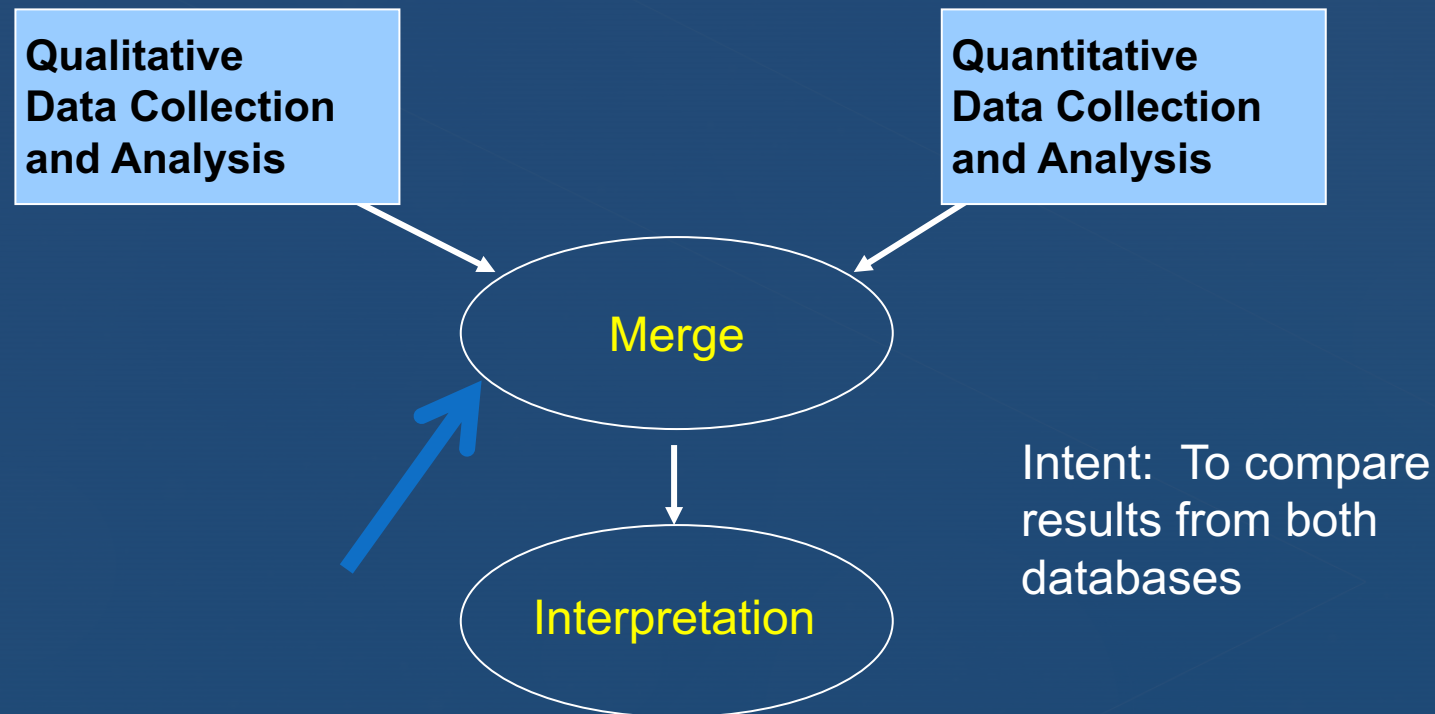 Qualitative
Data Collection
and Analysis
Quantitative
Data Collection
and Analysis
Merge
Intent:  To compare
results from both
databases
Interpretation